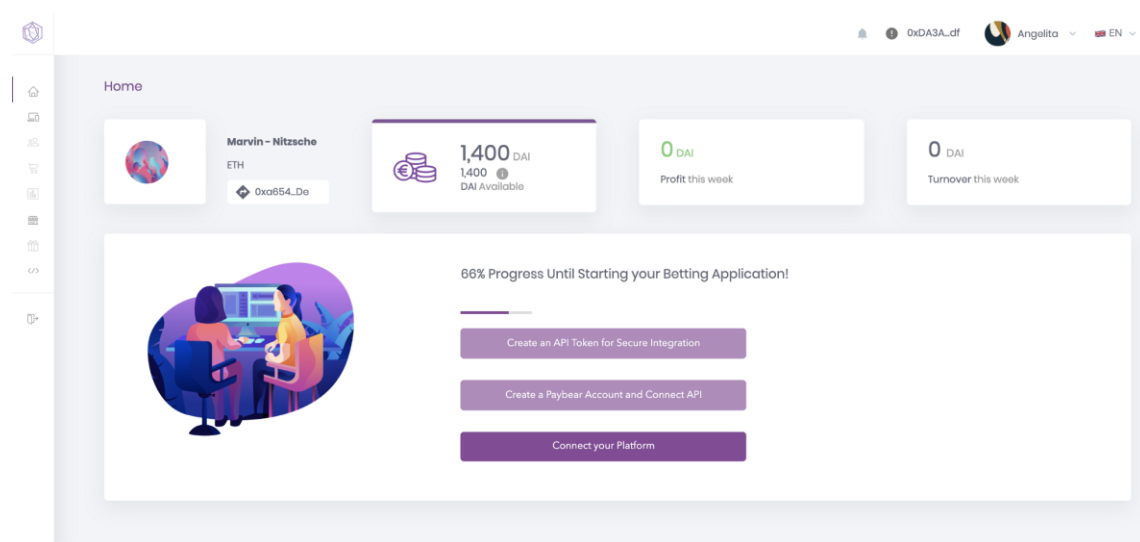 0xDA3A...df
Angelita
EN
Home
Marvin - Nitzsche
ETH
0xa654...De
1,400 DAI
1,400
DAI Available
0 DAI
Profit this week
0 DAI
Turnover this week
66% Progress Until Starting your Betting Application!
Create an API Token for Secure Integration
Create a Paybear Account and Connect API
Connect your Platform